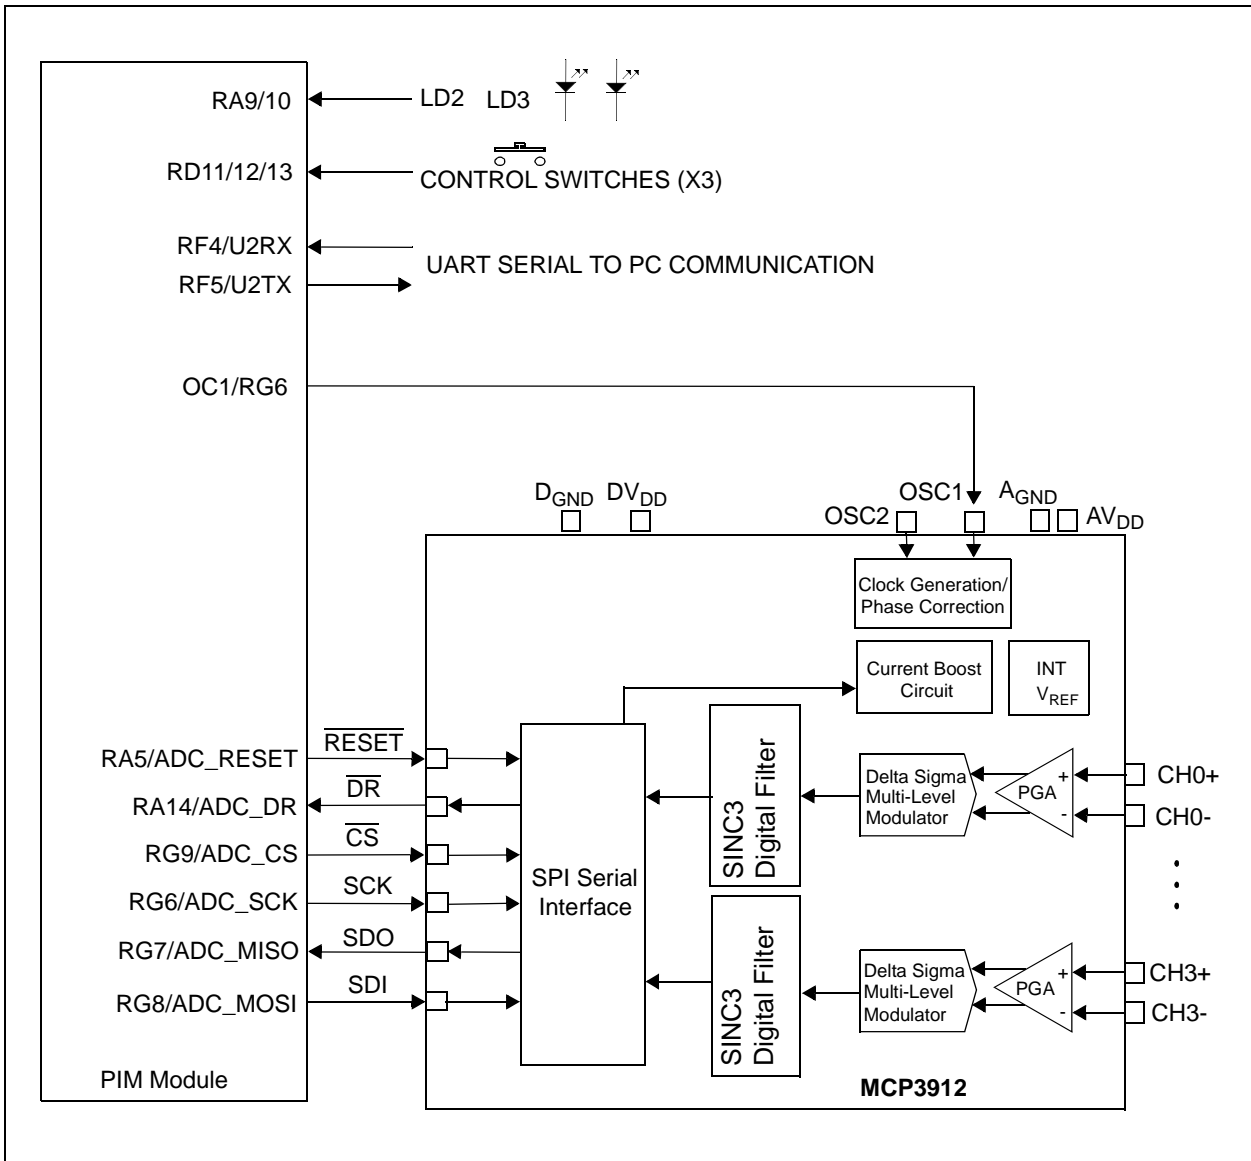 RA9/10
LD2 LD3
RD11/12/13
CONTROL SWITCHES (X3)
RF4/U2RX
UART SERIAL TO PC COMMUNICATION
RF5/U2TX
OC1/RG6
DGND
DVDD
OSC2
OSC1
AGND
AVDD
Clock Generation/
Phase Correction
Current Boost
Circuit
INT
VREF
RA5/ADC_RESET
RESET
RA14/ADC_DR
DR
RG9/ADC_CS
CS
RG6/ADC_SCK
SCK
RG7/ADC_MISO
SDO
RG8/ADC_MOSI
SDI
SPI Serial
Interface
SINC3
Digital Filter
Delta Sigma
Multi-Level
Modulator
PGA
+
-
CH0+
CH0-
SINC3
Digital Filter
Delta Sigma
Multi-Level
Modulator
PGA
+
-
CH3+
CH3-
PIM Module
MCP3912